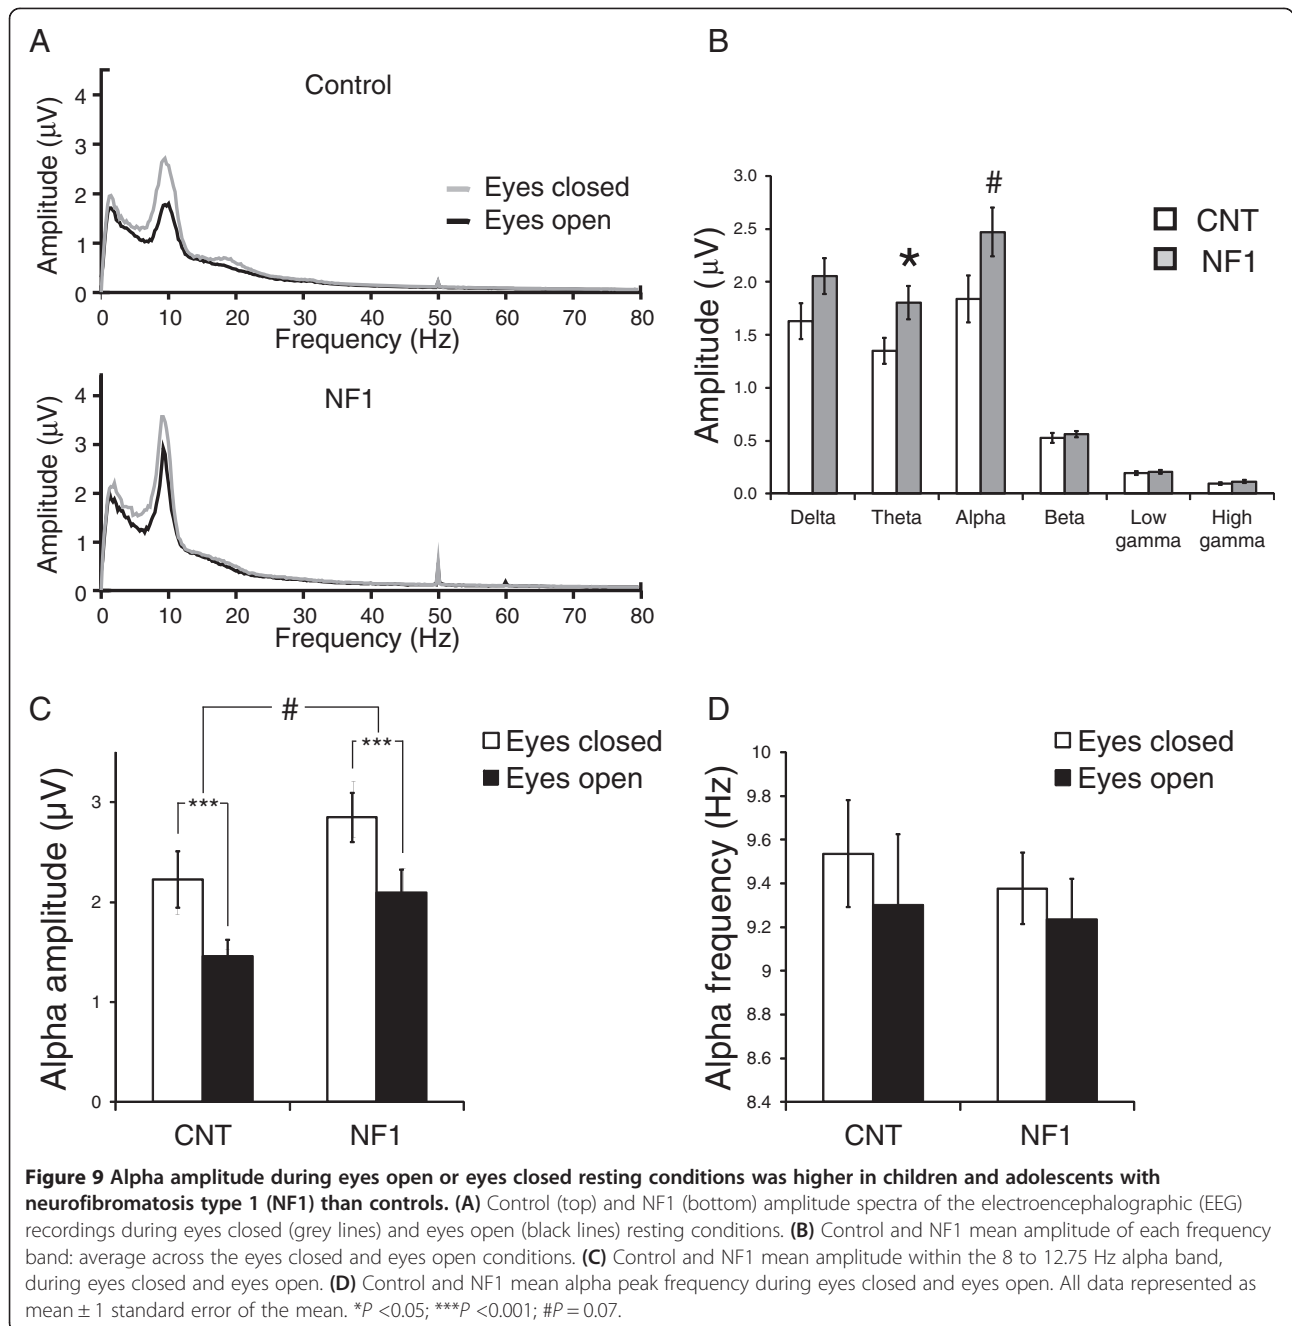 A
Control
Amplitude (µV)
4
3
2
1
0
Eyes closed
Eyes open
0 10 20 30 40 50 60 70 80
Frequency (Hz)
NF1
Amplitude (µV)
4
3
2
1
0
0 10 20 30 40 50 60 70 80
Frequency (Hz)
B
Amplitude (µV)
3.0
2.5
2.0
1.5
1.0
0.5
0.0
*
#
CNT
NF1
Delta Theta Alpha Beta Low gamma High gamma
C
#
***
***
Eyes closed
Eyes open
Alpha amplitude (µV)
3
2
1
0
CNT NF1
D
Eyes closed
Eyes open
Alpha frequency (Hz)
10
9.8
9.6
9.4
9.2
9
8.8
8.6
8.4
CNT NF1
Figure 9 Alpha amplitude during eyes open or eyes closed resting conditions was higher in children and adolescents with
neurofibromatosis type 1 (NF1) than controls. (A) Control (top) and NF1 (bottom) amplitude spectra of the electroencephalographic (EEG)
recordings during eyes closed (grey lines) and eyes open (black lines) resting conditions. (B) Control and NF1 mean amplitude of each frequency
band: average across the eyes closed and eyes open conditions. (C) Control and NF1 mean amplitude within the 8 to 12.75 Hz alpha band,
during eyes closed and eyes open. (D) Control and NF1 mean alpha peak frequency during eyes closed and eyes open. All data represented as
mean ± 1 standard error of the mean. *P <0.05; ***P <0.001; #P = 0.07.